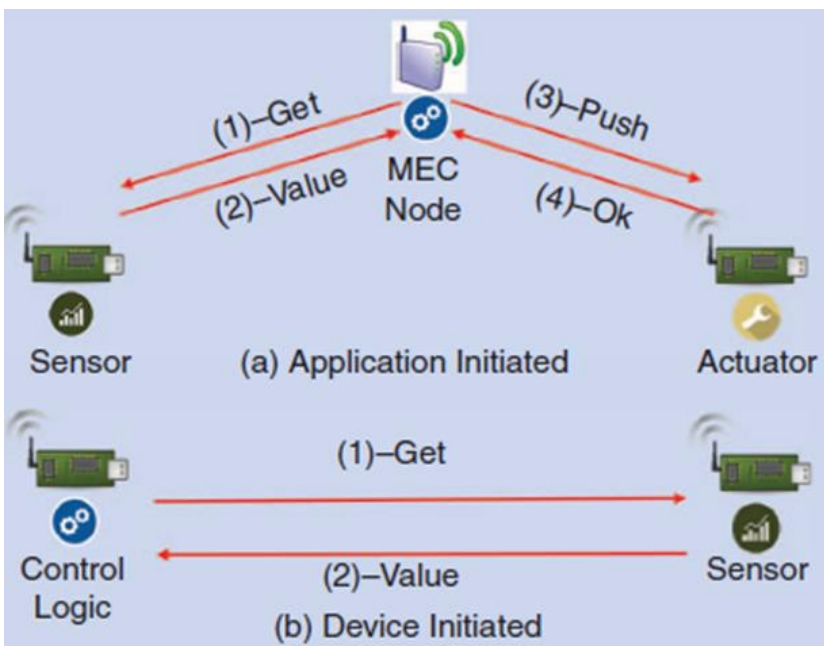 (1)–Get
(2)–Value
MEC
Node
(3)–Push
(4)–Ok
Sensor
(a) Application Initiated
Actuator
(1)–Get
Control
Logic
(2)–Value
Sensor
(b) Device Initiated